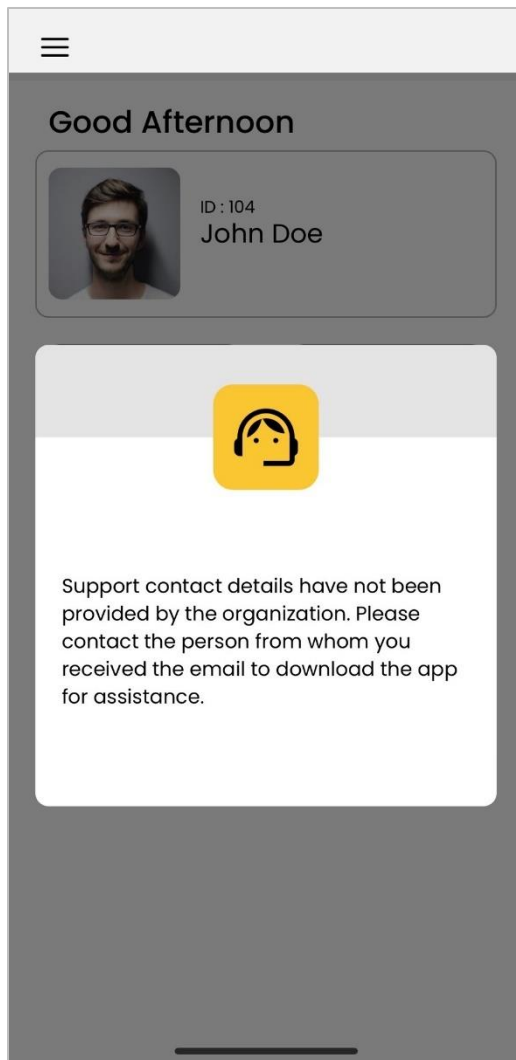 Good Afternoon
ID : 104
John Doe
Support contact details have not been
provided by the organization. Please
contact the person from whom you
received the email to download the app
for assistance.